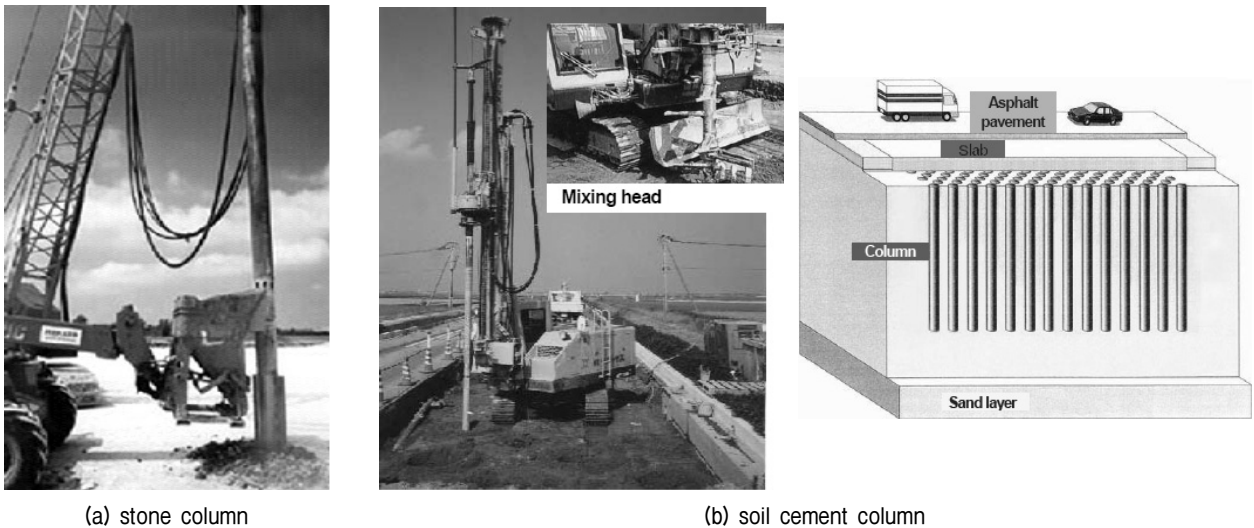 Mixing head
Asphalt
pavement
Slab
Column
Sand layer
(a) stone column
(b) soil cement column